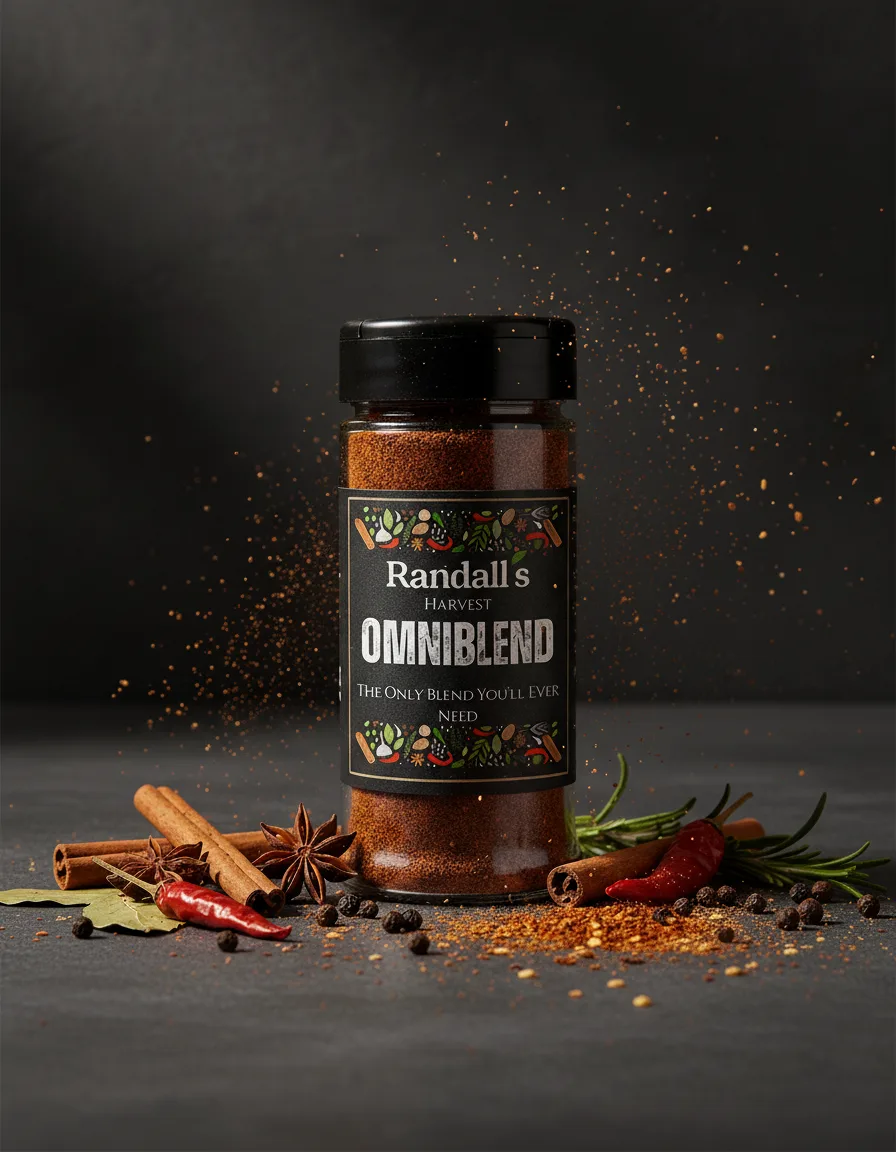 Randall's
HARVEST
OMNIBLEND
THE ONLY BLEND YOU'LL EVER
NEED